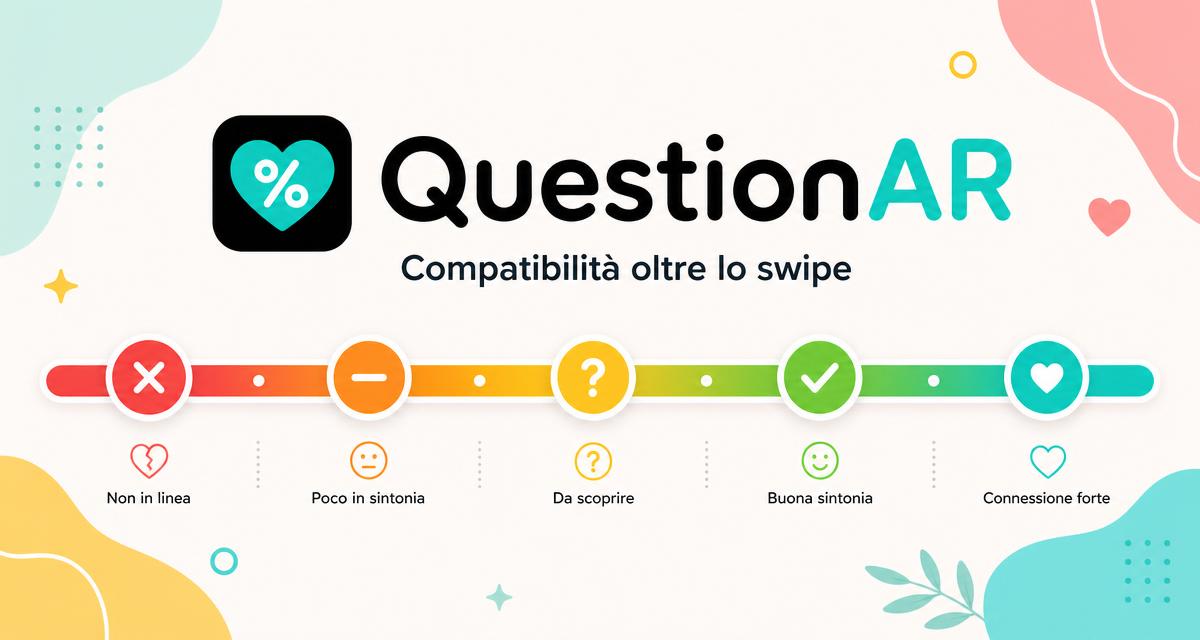 %
QuestionAR
Compatibilità oltre lo swipe
?
?
Non in linea
Poco in sintonia
Da scoprire
Buona sintonia
Connessione forte